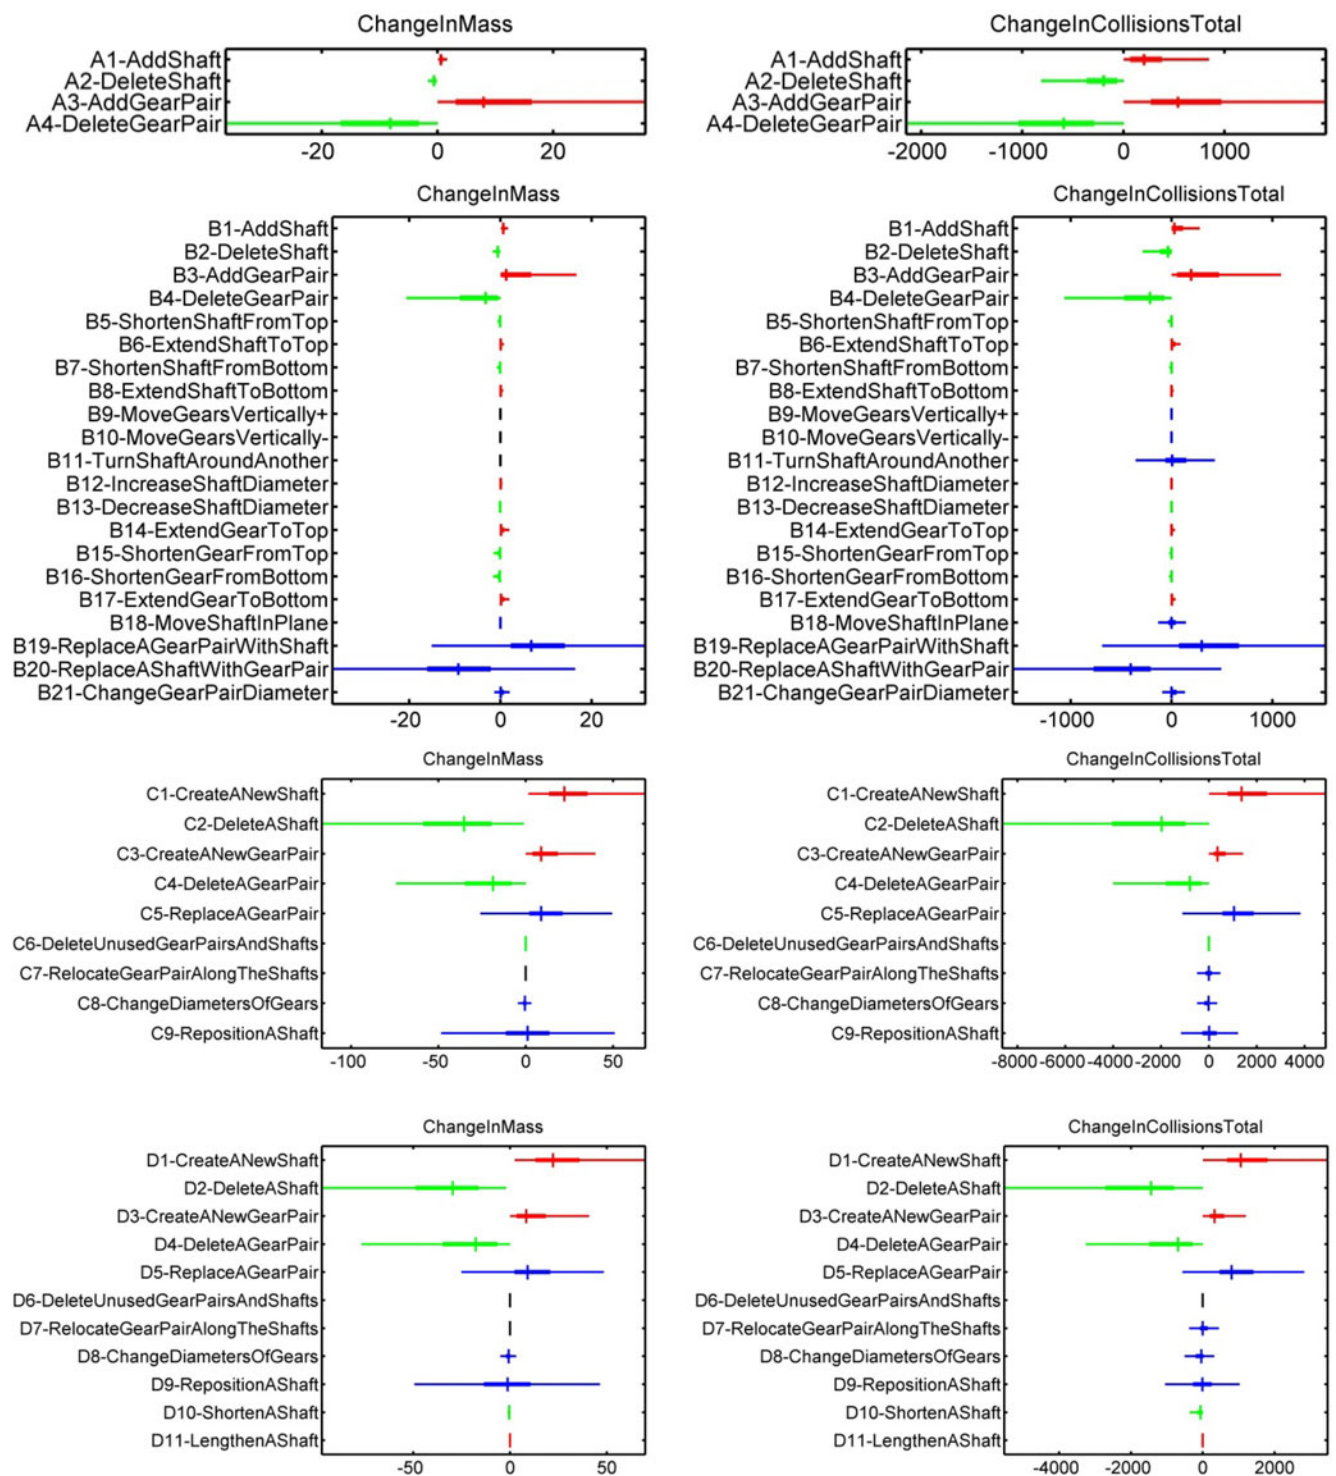 ChangeInMass
A1-AddShaft
A2-DeleteShaft
A3-AddGearPair
A4-DeleteGearPair
-20 0 20
ChangeInCollisionsTotal
A1-AddShaft
A2-DeleteShaft
A3-AddGearPair
A4-DeleteGearPair
-2000 -1000 0 1000
ChangeInMass
B1-AddShaft
B2-DeleteShaft
B3-AddGearPair
B4-DeleteGearPair
B5-ShortenShaftFromTop
B6-ExtendShaftToTop
B7-ShortenShaftFromBottom
B8-ExtendShaftToBottom
B9-MoveGearsVertically+
B10-MoveGearsVertically-
B11-TurnShaftAroundAnother
B12-IncreaseShaftDiameter
B13-DecreaseShaftDiameter
B14-ExtendGearToTop
B15-ShortenGearFromTop
B16-ShortenGearFromBottom
B17-ExtendGearToBottom
B18-MoveShaftInPlane
B19-ReplaceAGearPairWithShaft
B20-ReplaceAShaftWithGearPair
B21-ChangeGearPairDiameter
-20 0 20
ChangeInCollisionsTotal
B1-AddShaft
B2-DeleteShaft
B3-AddGearPair
B4-DeleteGearPair
B5-ShortenShaftFromTop
B6-ExtendShaftToTop
B7-ShortenShaftFromBottom
B8-ExtendShaftToBottom
B9-MoveGearsVertically+
B10-MoveGearsVertically-
B11-TurnShaftAroundAnother
B12-IncreaseShaftDiameter
B13-DecreaseShaftDiameter
B14-ExtendGearToTop
B15-ShortenGearFromTop
B16-ShortenGearFromBottom
B17-ExtendGearToBottom
B18-MoveShaftInPlane
B19-ReplaceAGearPairWithShaft
B20-ReplaceAShaftWithGearPair
B21-ChangeGearPairDiameter
-1000 0 1000
ChangeInMass
C1-CreateANewShaft
C2-DeleteAShaft
C3-CreateANewGearPair
C4-DeleteAGearPair
C5-ReplaceAGearPair
C6-DeleteUnusedGearPairsAndShafts
C7-RelocateGearPairAlongTheShafts
C8-ChangeDiametersOfGears
C9-RepositionAShaft
-100 -50 0 50
ChangeInCollisionsTotal
C1-CreateANewShaft
C2-DeleteAShaft
C3-CreateANewGearPair
C4-DeleteAGearPair
C5-ReplaceAGearPair
C6-DeleteUnusedGearPairsAndShafts
C7-RelocateGearPairAlongTheShafts
C8-ChangeDiametersOfGears
C9-RepositionAShaft
-8000 -6000 -4000 -2000 0 2000 4000
ChangeInMass
D1-CreateANewShaft
D2-DeleteAShaft
D3-CreateANewGearPair
D4-DeleteAGearPair
D5-ReplaceAGearPair
D6-DeleteUnusedGearPairsAndShafts
D7-RelocateGearPairAlongTheShafts
D8-ChangeDiametersOfGears
D9-RepositionAShaft
D10-ShortenAShaft
D11-LengthenAShaft
-50 0 50
ChangeInCollisionsTotal
D1-CreateANewShaft
D2-DeleteAShaft
D3-CreateANewGearPair
D4-DeleteAGearPair
D5-ReplaceAGearPair
D6-DeleteUnusedGearPairsAndShafts
D7-RelocateGearPairAlongTheShafts
D8-ChangeDiametersOfGears
D9-RepositionAShaft
D10-ShortenAShaft
D11-LengthenAShaft
-4000 -2000 0 2000